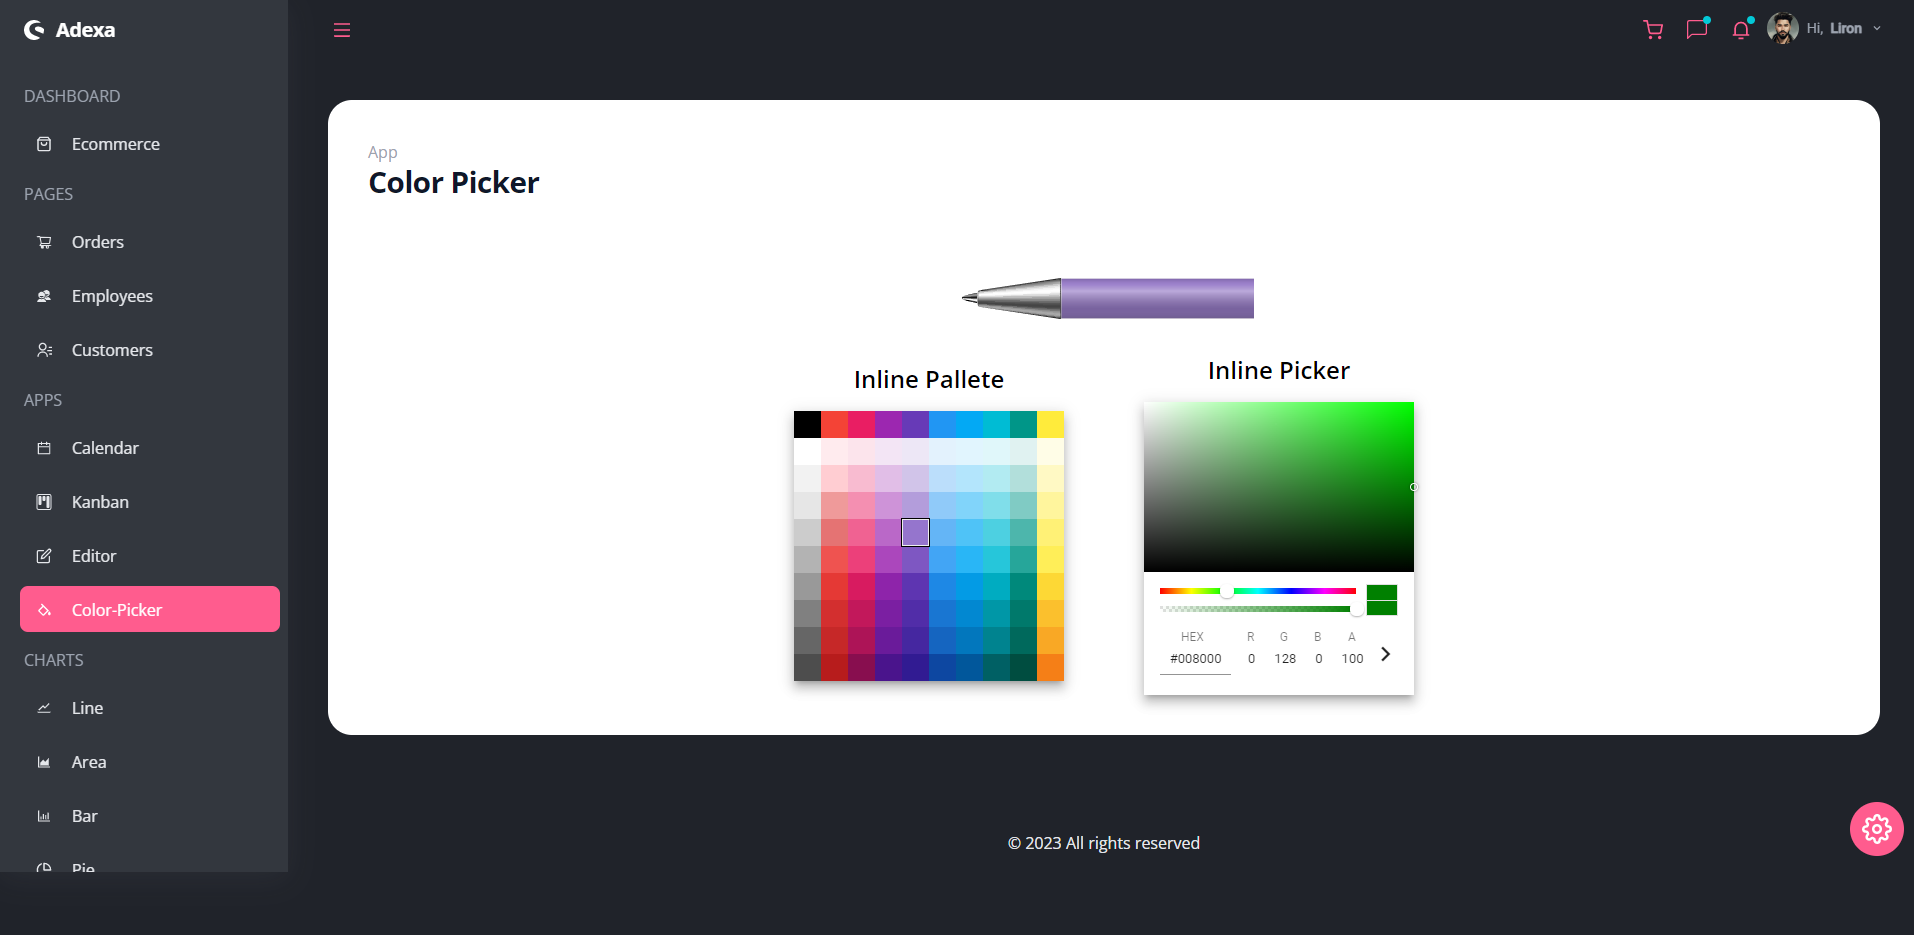 Adexa
DASHBOARD
Ecommerce
PAGES
Orders
Employees
Customers
APPS
Calendar
Kanban
Editor
Color-Picker
CHARTS
Line
Area
Bar
Pie
Hi, Liron
App
Color Picker
Inline Pallete
Inline Picker
HEX R G B A
#008000 0 128 0 100
© 2023 All rights reserved